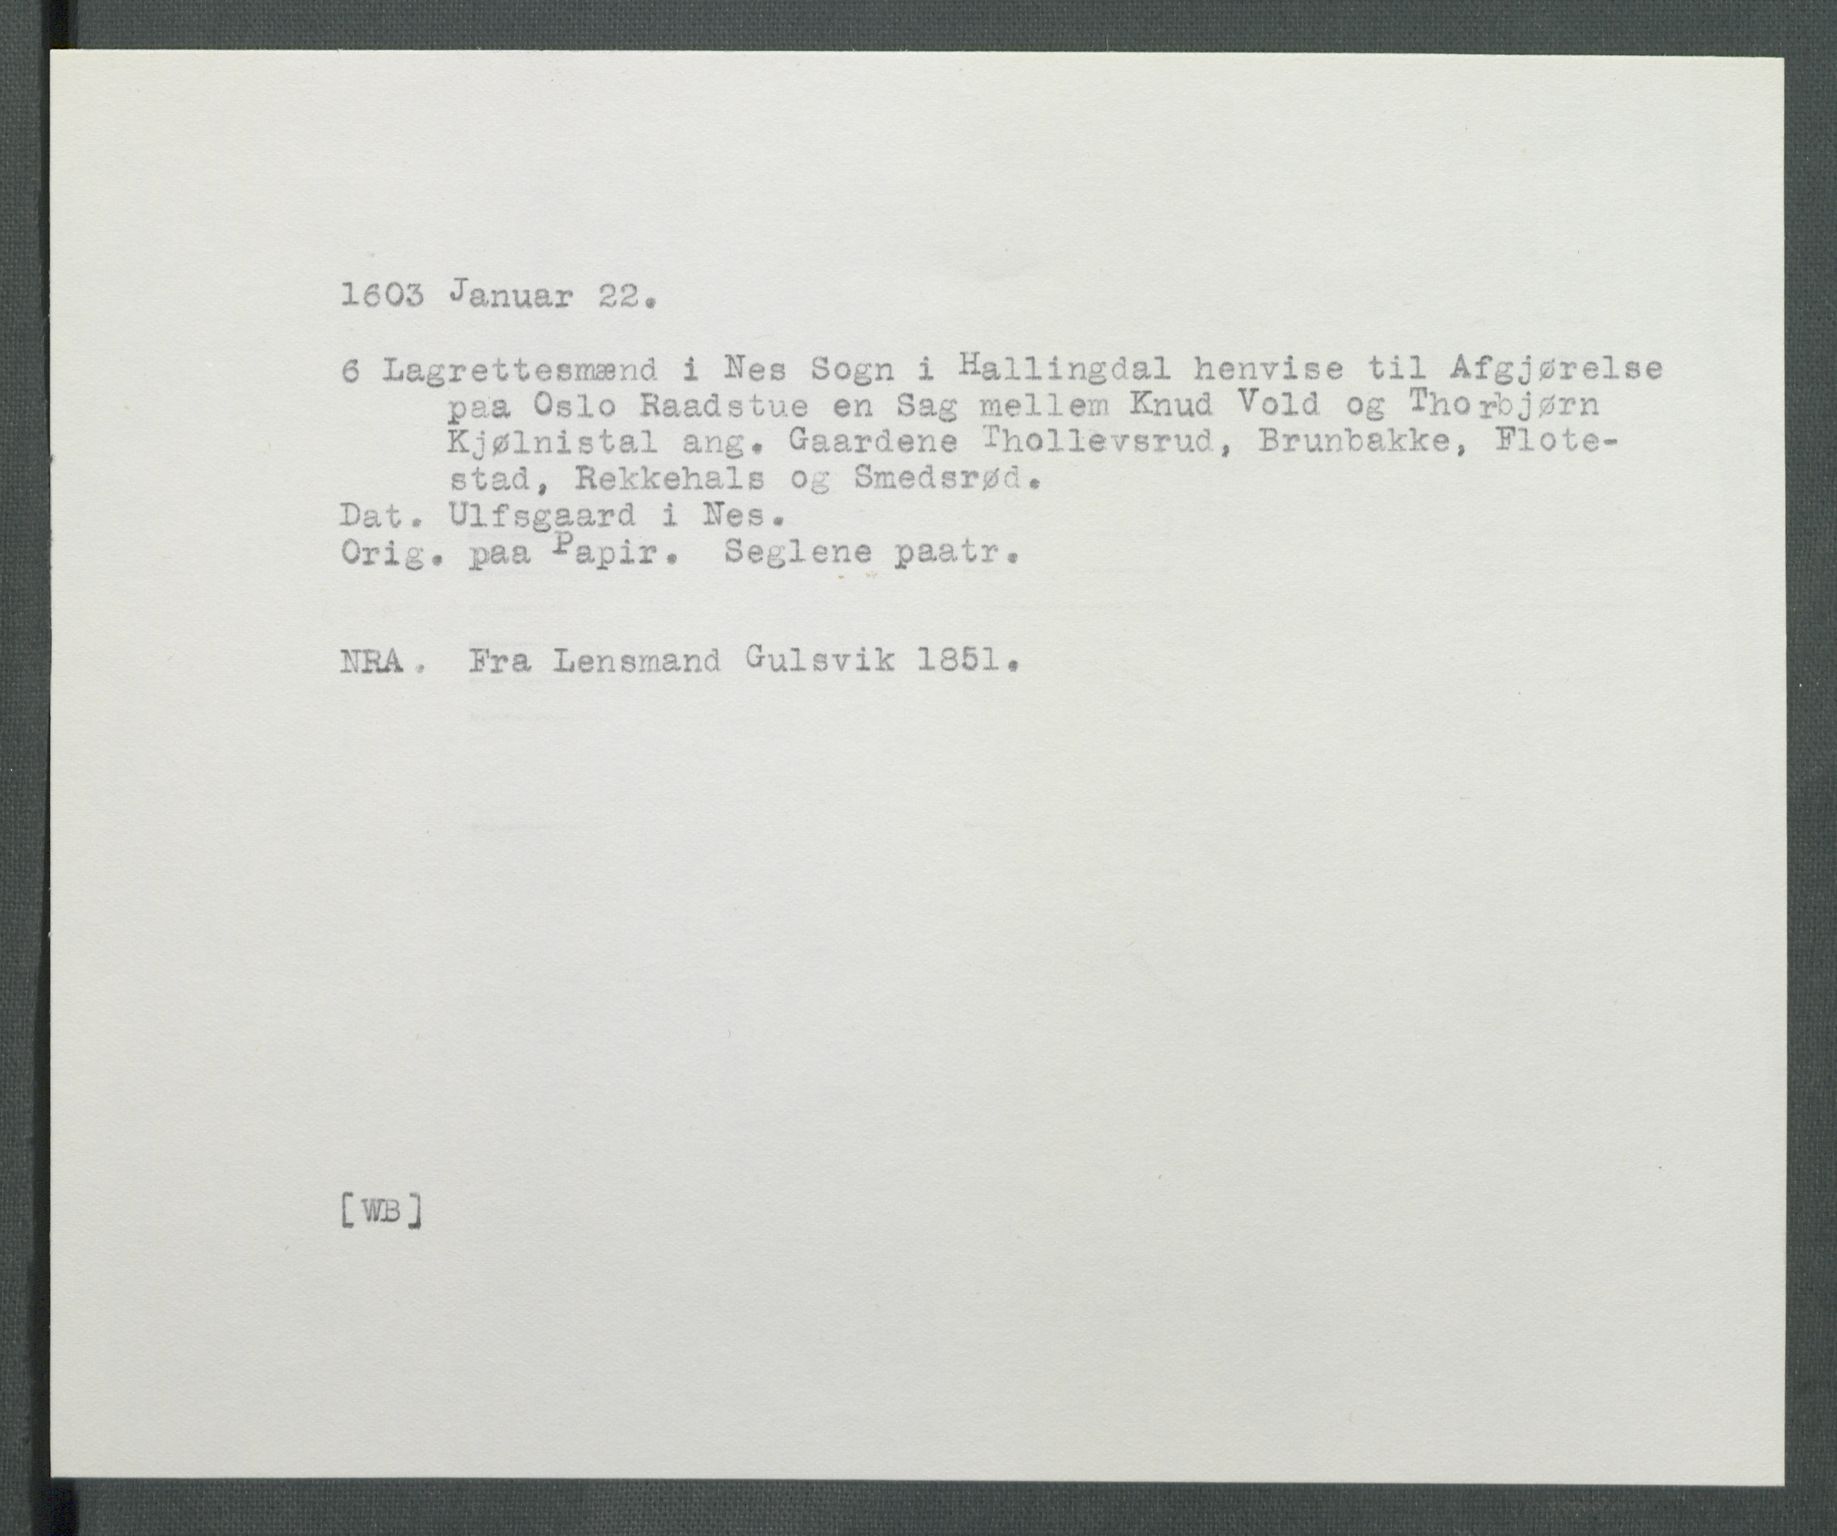 1603 Januar 22.
6 Lagrettesmænd i Nes Sogn i Hallingdal henvise til Afgjørelse
paa Oslo Raadstue en Sag mellem Knud Vold og Thorbjørn
Kjølnistal ang. Gaardene Thollevsrud, Brunbakke, Flote-
stad, Rekkehals og Smedsrød.
Dat. Ulfsgaard i Nes.
Orig. paa Papir. Seglene paatr.
NRA. Fra Lensmand Gulsvik 1851.
[WB]